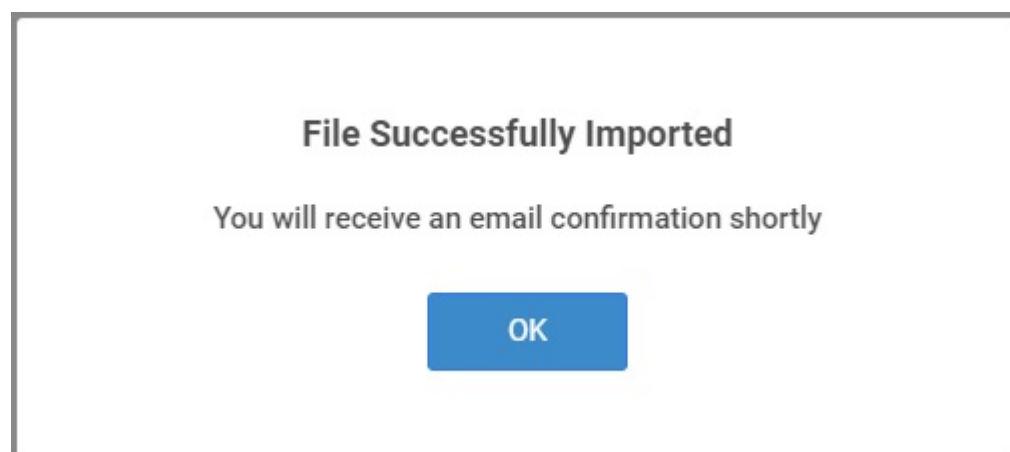 File Successfully Imported
You will receive an email confirmation shortly
OK